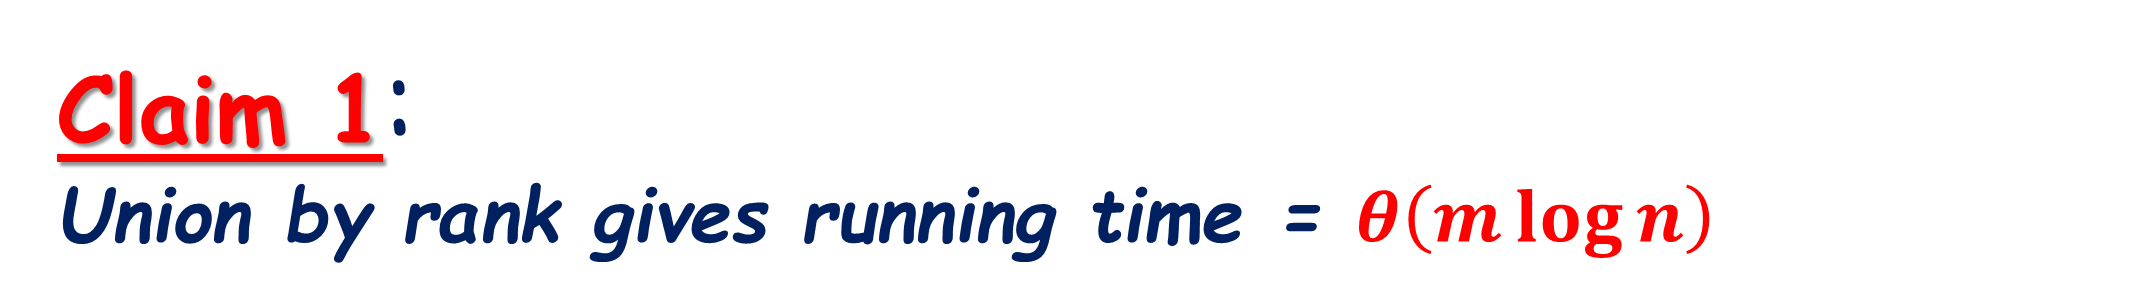 Claim 1:
Union by rank gives running time = θ(m log n)